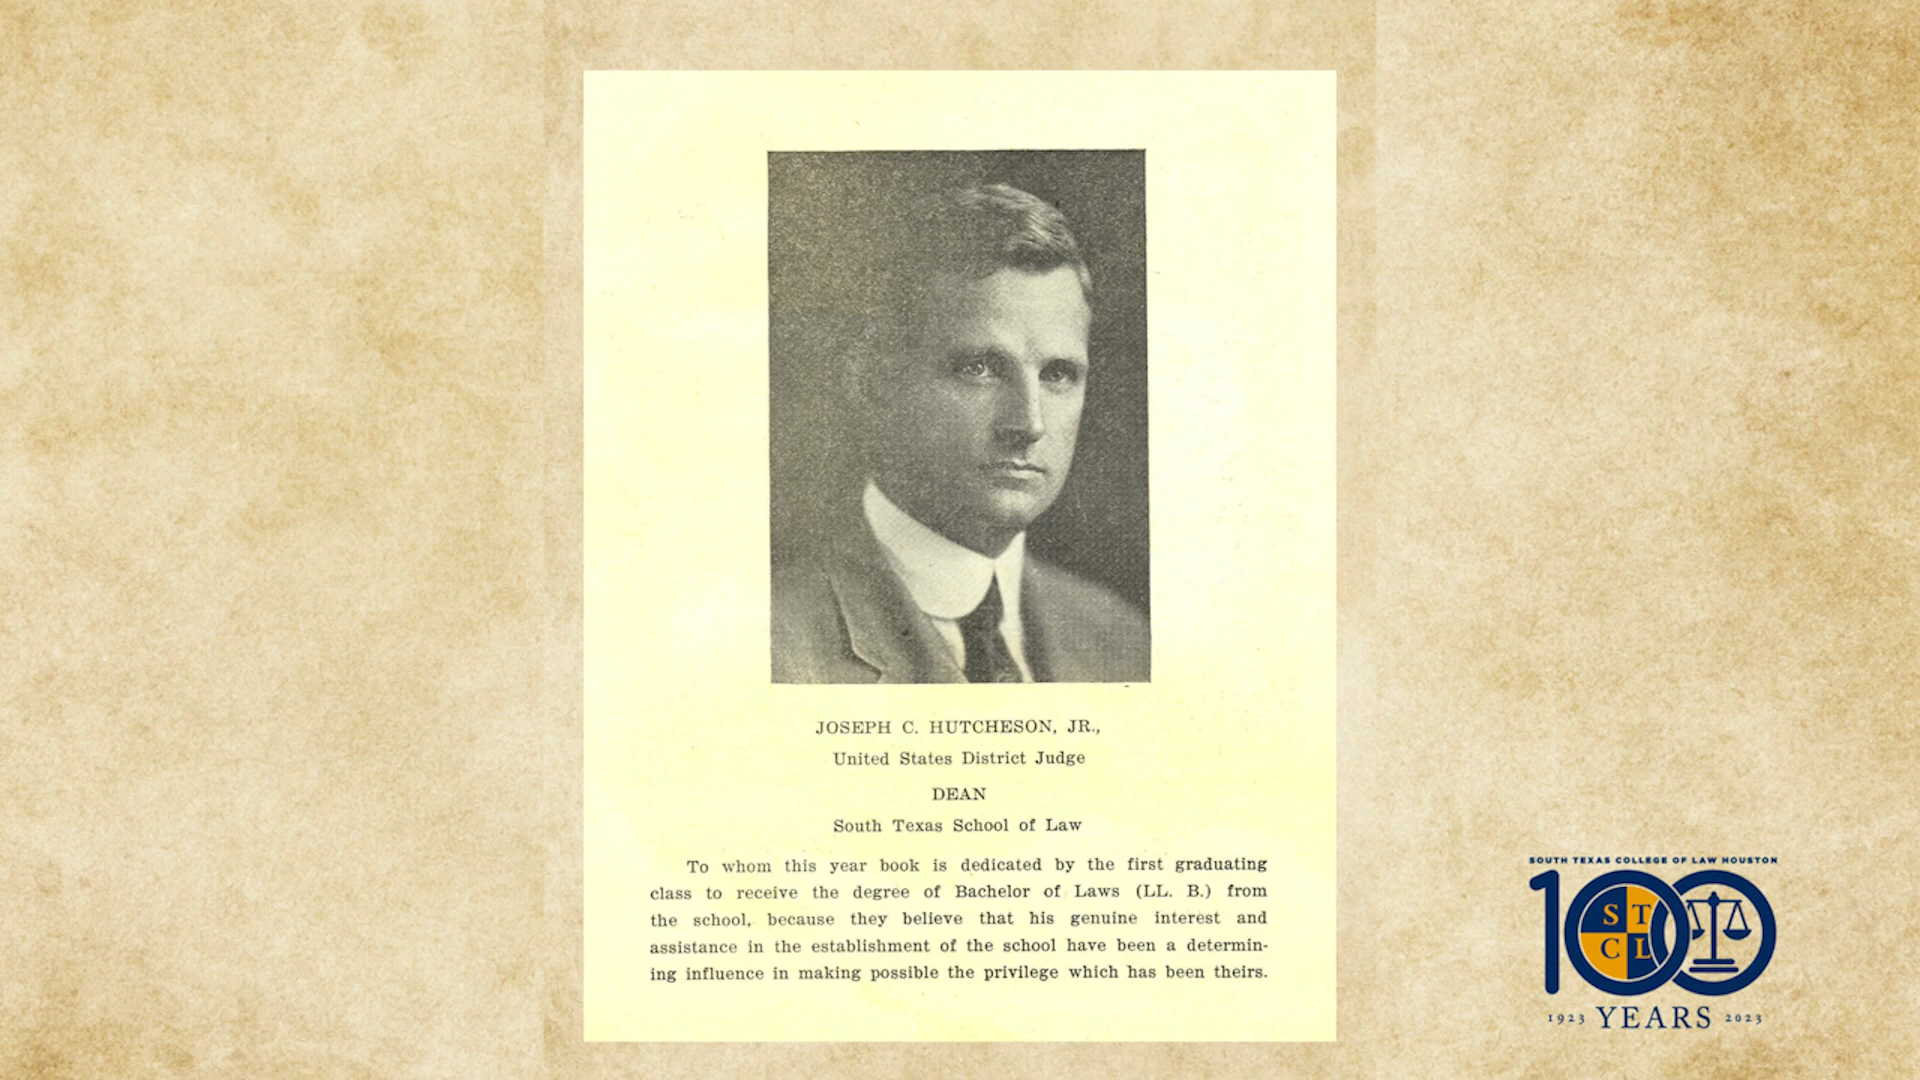 JOSEPH C. HUTCHESON, JR.,
United States District Judge
DEAN
South Texas School of Law
To whom this year book is dedicated by the first graduating
class to receive the degree of Bachelor of Laws (LL. B.) from
the school, because they believe that his genuine interest and
assistance in the establishment of the school have been a determin-
ing influence in making possible the privilege which has been theirs.
SOUTH TEXAS COLLEGE OF LAW HOUSTON
100
S T
C L
1923 YEARS 2023